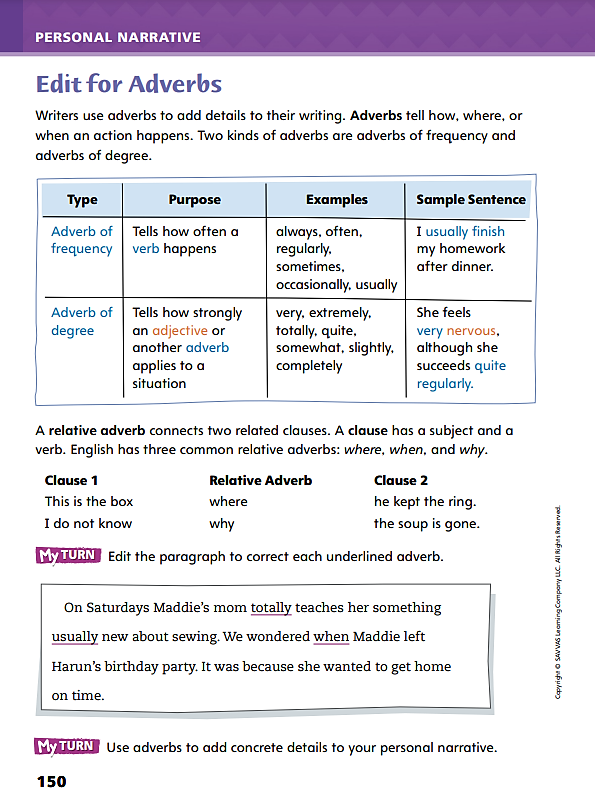 PERSONAL NARRATIVE
Edit for Adverbs
Writers use adverbs to add details to their writing. Adverbs tell how, where, or
when an action happens. Two kinds of adverbs are adverbs of frequency and
adverbs of degree.
Type Purpose Examples Sample Sentence
Adverb of
frequency
Tells how often a
verb happens
always, often,
regularly,
sometimes,
occasionally, usually
I usually finish
my homework
after dinner.
Adverb of
degree
Tells how strongly
an adjective or
another adverb
applies to a
situation
very, extremely,
totally, quite,
somewhat, slightly,
completely
She feels
very nervous,
although she
succeeds quite
regularly.
A relative adverb connects two related clauses. A clause has a subject and a
verb. English has three common relative adverbs: where, when, and why.
Clause 1 Relative Adverb Clause 2
This is the box where he kept the ring.
I do not know why the soup is gone.
My TURN Edit the paragraph to correct each underlined adverb.
On Saturdays Maddie's mom totally teaches her something
usually new about sewing. We wondered when Maddie left
Harun's birthday party. It was because she wanted to get home
on time.
My TURN Use adverbs to add concrete details to your personal narrative.
150
Copyright © SAVVAS Learning Company LLC. All Rights Reserved.